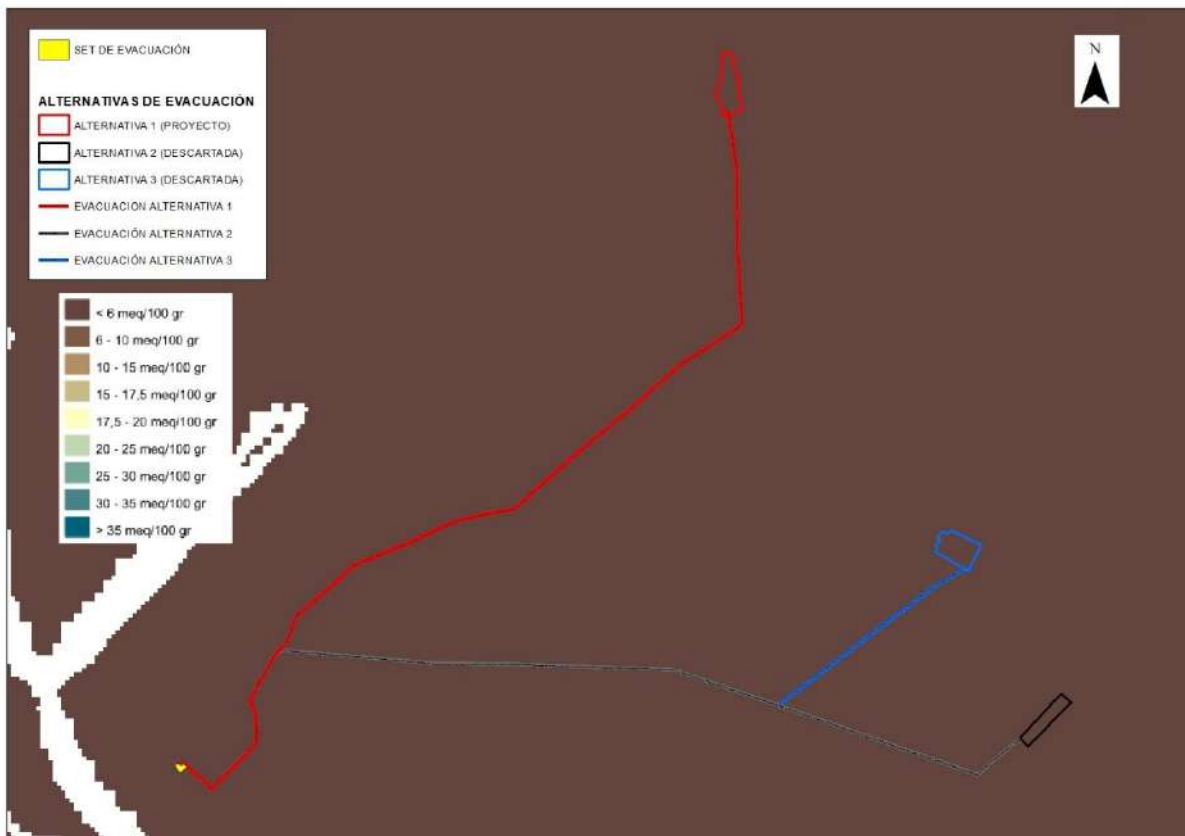 SET DE EVACUACIÓN
ALTERNATIVAS DE EVACUACIÓN
ALTERNATIVA 1 (PROYECTO)
ALTERNATIVA 2 (DESCARTADA)
ALTERNATIVA 3 (DESCARTADA)
EVACUACION ALTERNATIVA 1
EVACUACIÓN ALTERNATIVA 2
EVACUACIÓN ALTERNATIVA 3
N
< 6 meq/100 gr
6 - 10 meq/100 gr
10 - 15 meq/100 gr
15 - 17,5 meq/100 gr
17,5 - 20 meq/100 gr
20 - 25 meq/100 gr
25 - 30 meq/100 gr
30 - 35 meq/100 gr
> 35 meq/100 gr